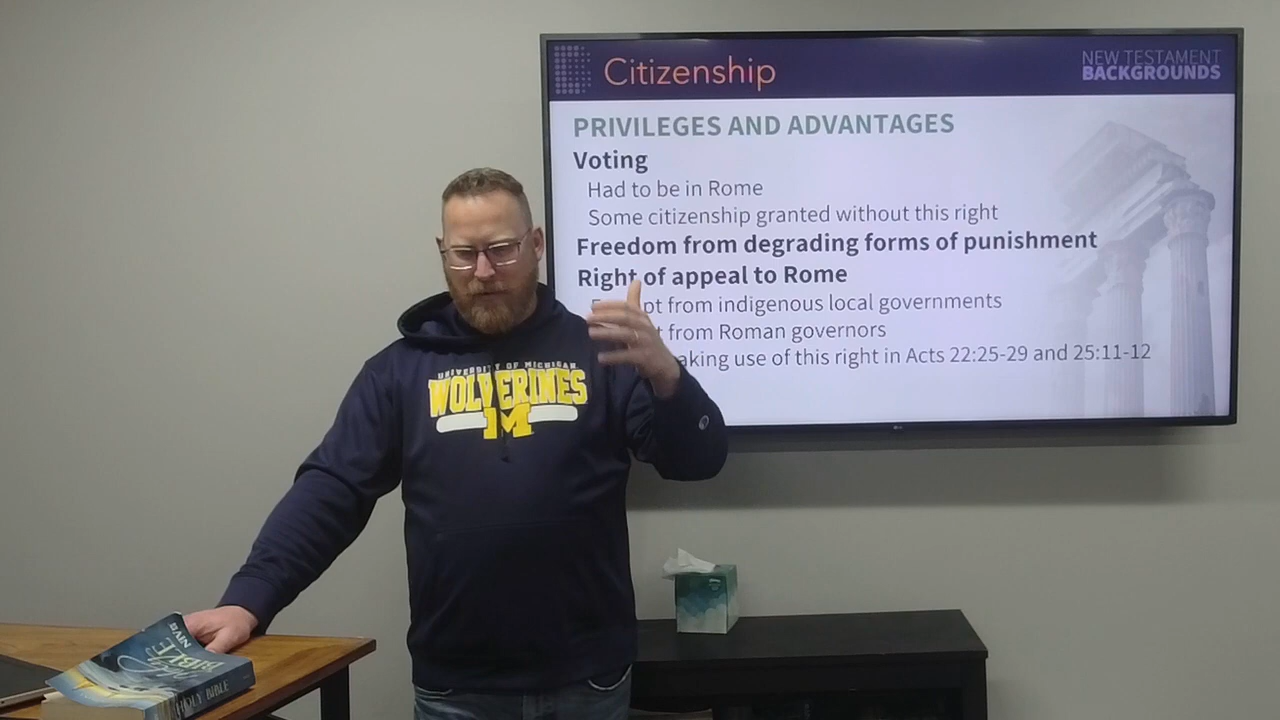 Citizenship
NEW TESTAMENT
BACKGROUNDS
PRIVILEGES AND ADVANTAGES
Voting
Had to be in Rome
Some citizenship granted without this right
Freedom from degrading forms of punishment
Right of appeal to Rome
from indigenous local governments
from Roman governors
use of this right in Acts 22:25-29 and 25:11-12
UNIVERSITY OF MICHIGAN
WOLVERINES
M
BIBLE
NIV
HOLY BIBLE
LG